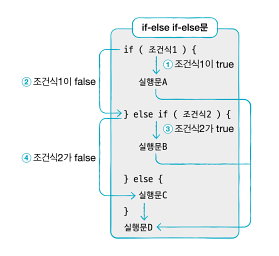 if-else if-else문
if ( 조건식1 ) {
① 조건식1이 true
② 조건식1이 false
실행문A
} else if ( 조건식2 ) {
③ 조건식2가 true
④ 조건식2가 false
실행문B
} else {
실행문C
}
실행문D